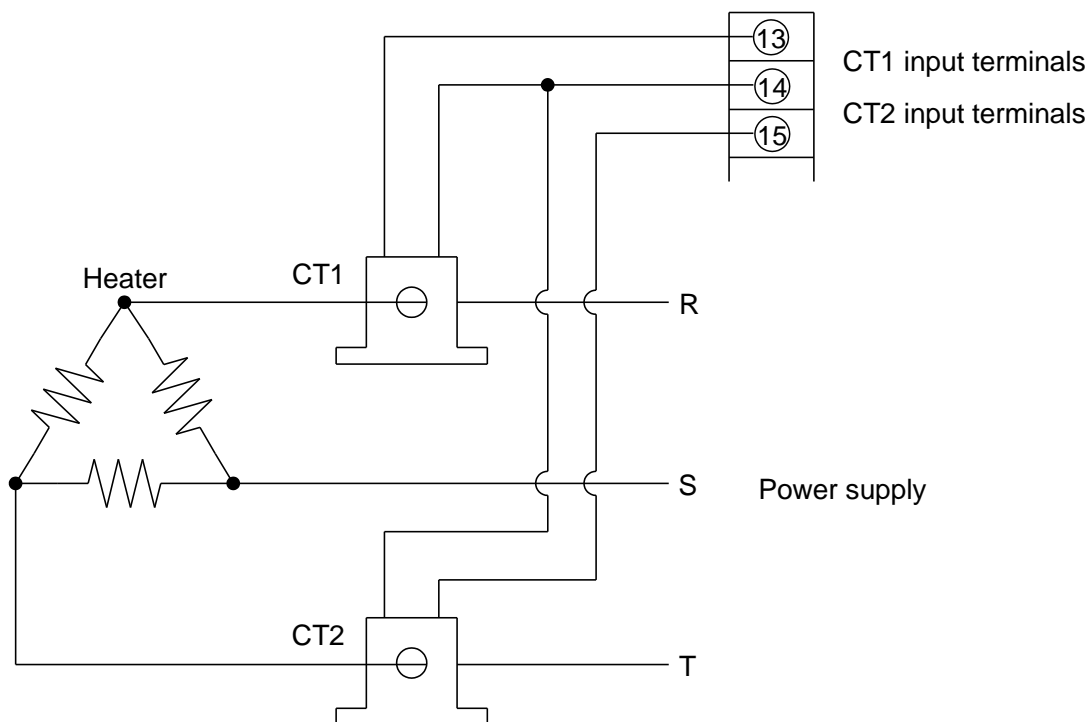 13
CT1 input terminals
14
CT2 input terminals
15
CT1
Heater
R
S
Power supply
CT2
T